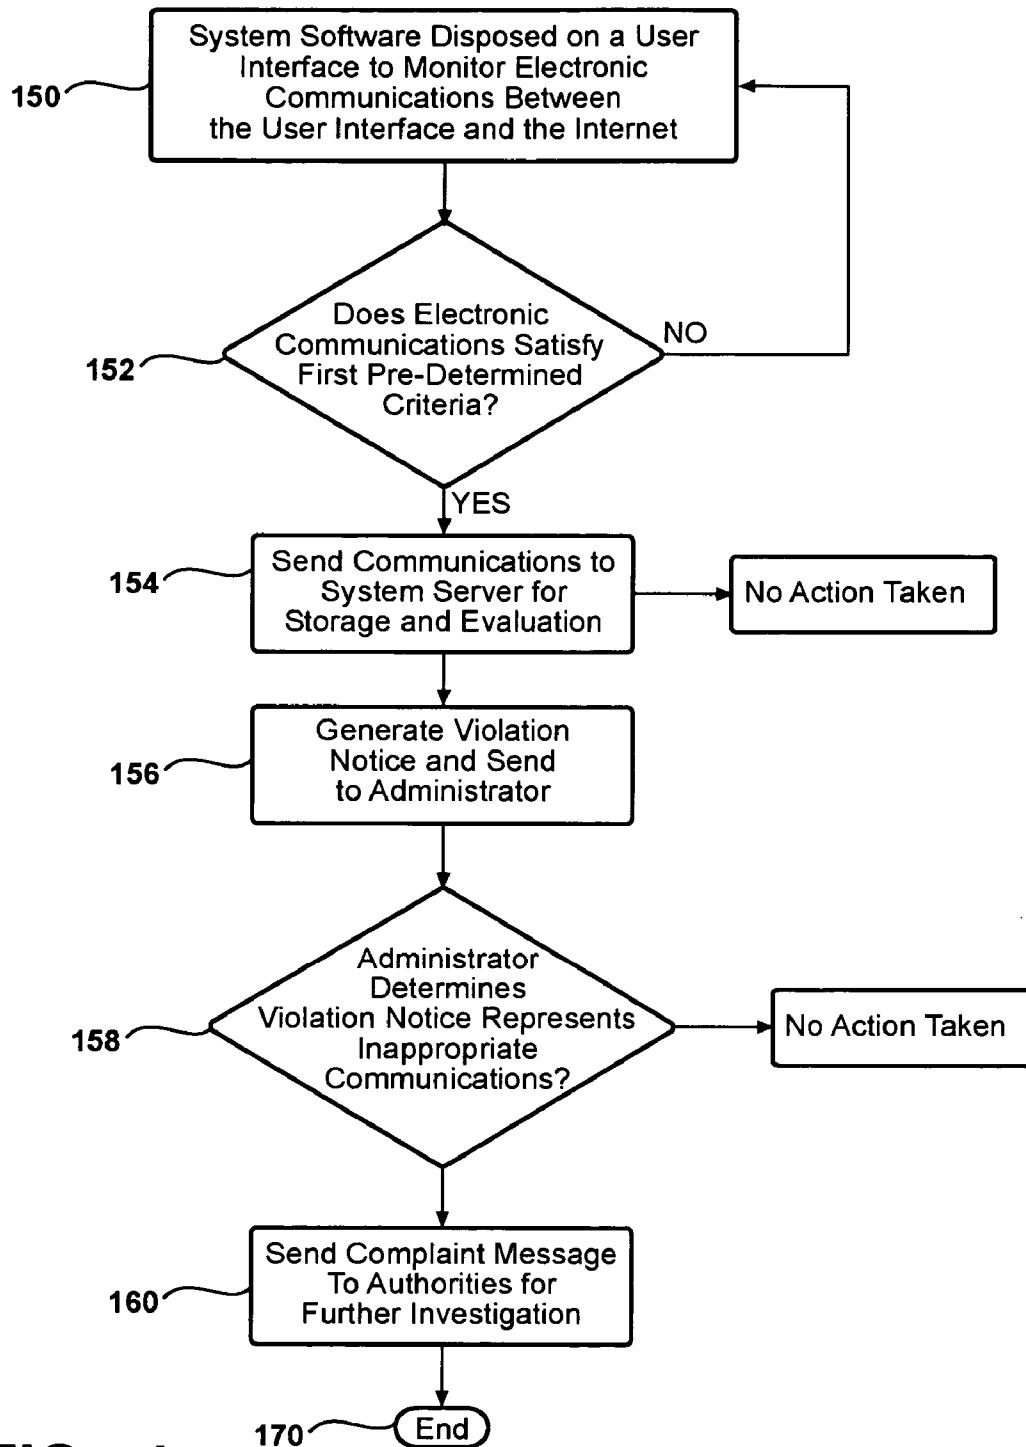 System Software Disposed on a User
Interface to Monitor Electronic
Communications Between
the User Interface and the Internet
150
Does Electronic
Communications Satisfy
First Pre-Determined
Criteria?
152
NO
YES
Send Communications to
System Server for
Storage and Evaluation
154
No Action Taken
Generate Violation
Notice and Send
to Administrator
156
Administrator
Determines
Violation Notice Represents
Inappropriate
Communications?
158
No Action Taken
Send Complaint Message
To Authorities for
Further Investigation
160
End
170